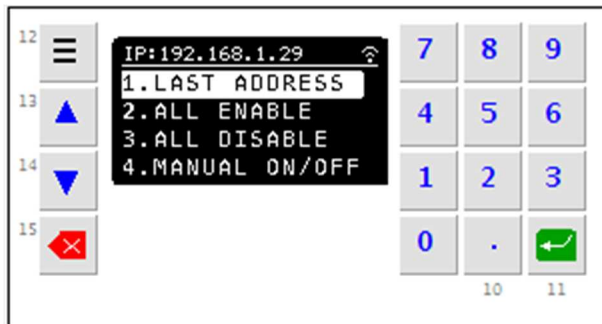 12
IP:192.168.1.29
7 8 9
1.LAST ADDRESS
13
2.ALL ENABLE
4 5 6
3.ALL DISABLE
14
4.MANUAL ON/OFF
1 2 3
15
0 .
10 11